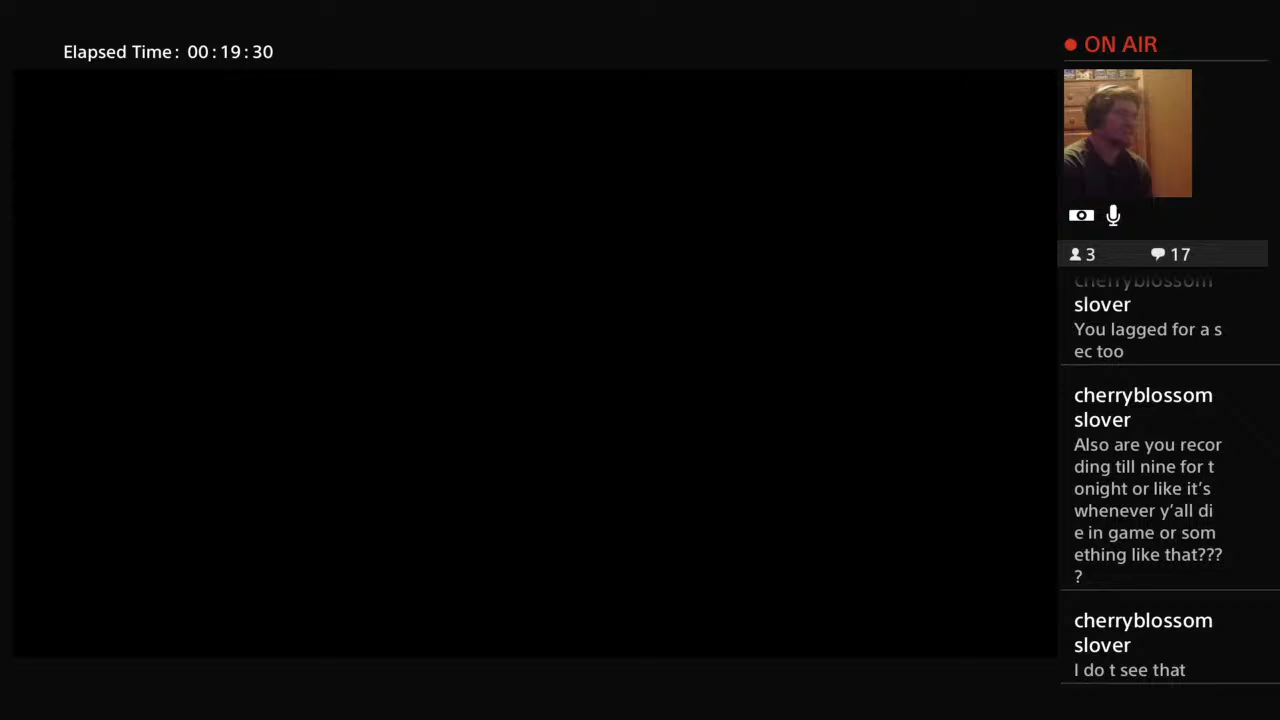 Elapsed Time: 00:19:30
ON AIR
3
17
cherryblossom
slover
You lagged for a s
ec too
cherryblossom
slover
Also are you recor
ding till nine for t
onight or like it's
whenever y'all di
e in game or som
ething like that???
?
cherryblossom
slover
I do t see that